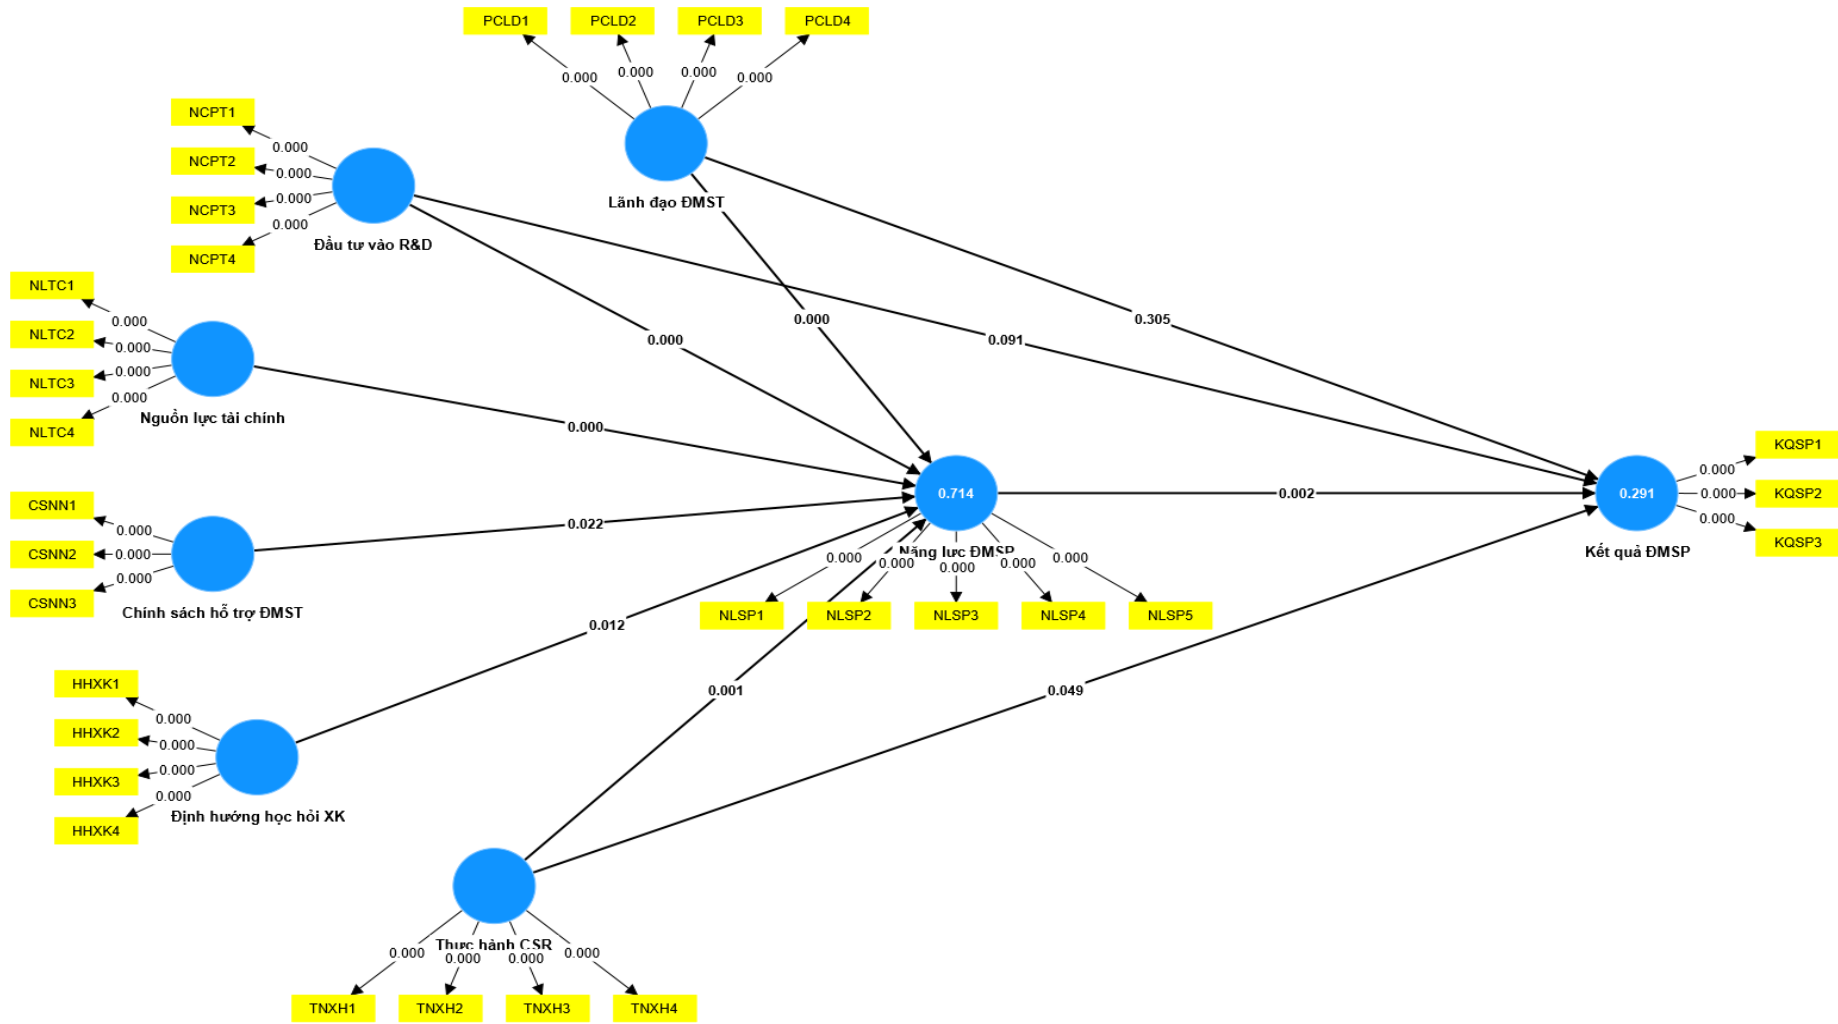 PCLD1 PCLD2 PCLD3 PCLD4
0.000 0.000 0.000 0.000
Lãnh đạo ĐMST
NCPT1
NCPT2
NCPT3
NCPT4
0.000
0.000
0.000
0.000
Đầu tư vào R&D
NLTC1
NLTC2
NLTC3
NLTC4
0.000
0.000
0.000
0.000
Nguồn lực tài chính
CSNN1
CSNN2
CSNN3
0.000
0.000
0.000
Chính sách hỗ trợ ĐMST
HHXK1
HHXK2
HHXK3
HHXK4
0.000
0.000
0.000
0.000
Định hướng học hỏi XK
Thực hành CSR
0.000 0.000 0.000 0.000
TNXH1 TNXH2 TNXH3 TNXH4
0.000
0.000
0.305
0.091
0.000
0.022
0.012
0.001
0.049
0.002
0.714
Năng lực ĐMSP
0.000 0.000 0.000 0.000 0.000
NLSP1 NLSP2 NLSP3 NLSP4 NLSP5
0.291
Kết quả ĐMSP
0.000
0.000
0.000
KQSP1
KQSP2
KQSP3